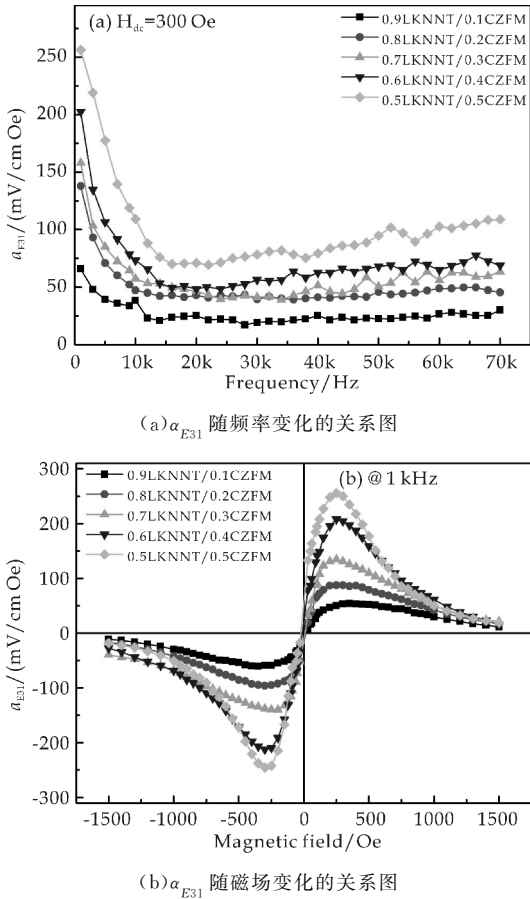 (a) H_dc=300 Oe
0.9LKNNT/0.1CZFM
0.8LKNNT/0.2CZFM
0.7LKNNT/0.3CZFM
0.6LKNNT/0.4CZFM
0.5LKNNT/0.5CZFM
300
250
200
150
100
50
0
a_E31/(mV/cm Oe)
0 10k 20k 30k 40k 50k 60k 70k
Frequency/Hz
(a)α_E31 随频率变化的关系图
(b) @ 1 kHz
0.9LKNNT/0.1CZFM
0.8LKNNT/0.2CZFM
0.7LKNNT/0.3CZFM
0.6LKNNT/0.4CZFM
0.5LKNNT/0.5CZFM
300
200
100
0
-100
-200
-300
a_E31/(mV/cm Oe)
-1500 -1000 -500 0 500 1000 1500
Magnetic field/Oe
(b)α_E31 随磁场变化的关系图